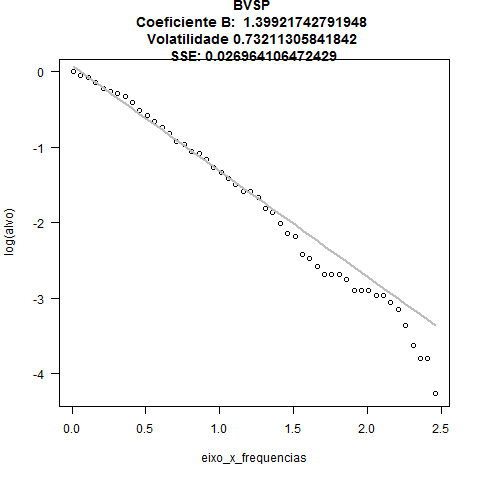 BVSP
Coeficiente B:  1.39921742791948
Volatilidade 0.73211305841842
SSE: 0.026964106472429
log(alvo)
0
-1
-2
-3
-4
0.0 0.5 1.0 1.5 2.0 2.5
eixo_x_frequencias